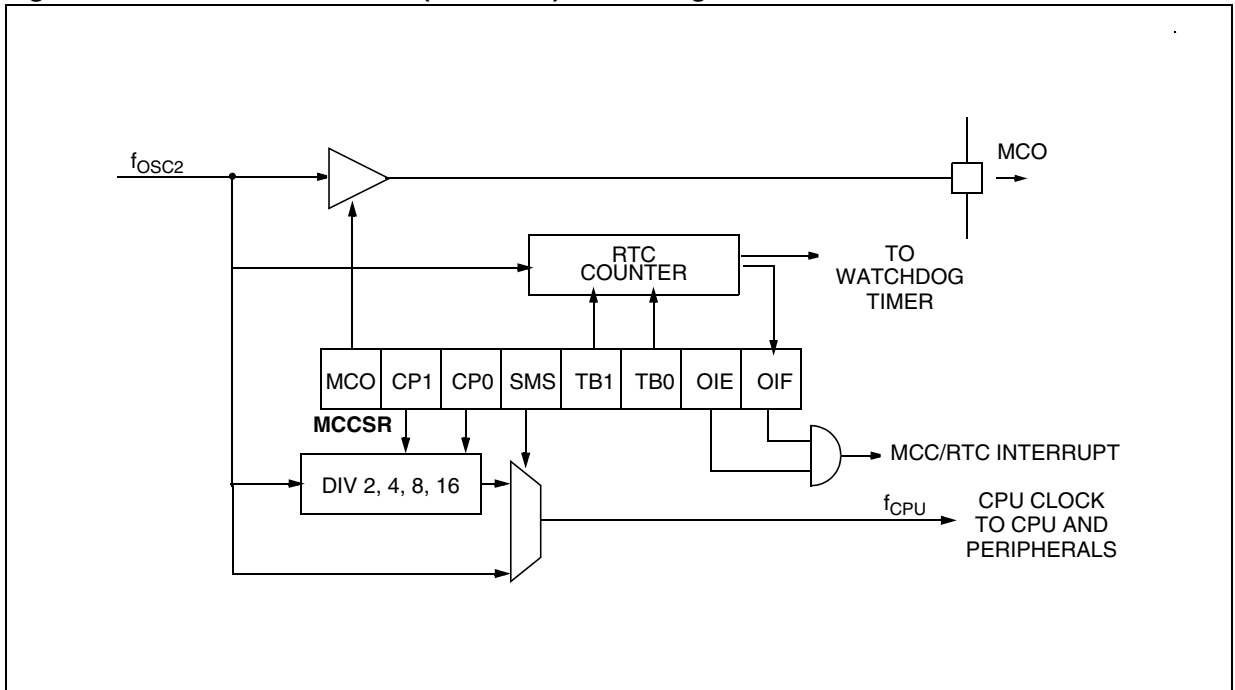 fOSC2
MCO
RTC
COUNTER
TO
WATCHDOG
TIMER
MCO CP1 CP0 SMS TB1 TB0 OIE OIF
MCCSR
MCC/RTC INTERRUPT
DIV 2, 4, 8, 16
fCPU
CPU CLOCK
TO CPU AND
PERIPHERALS